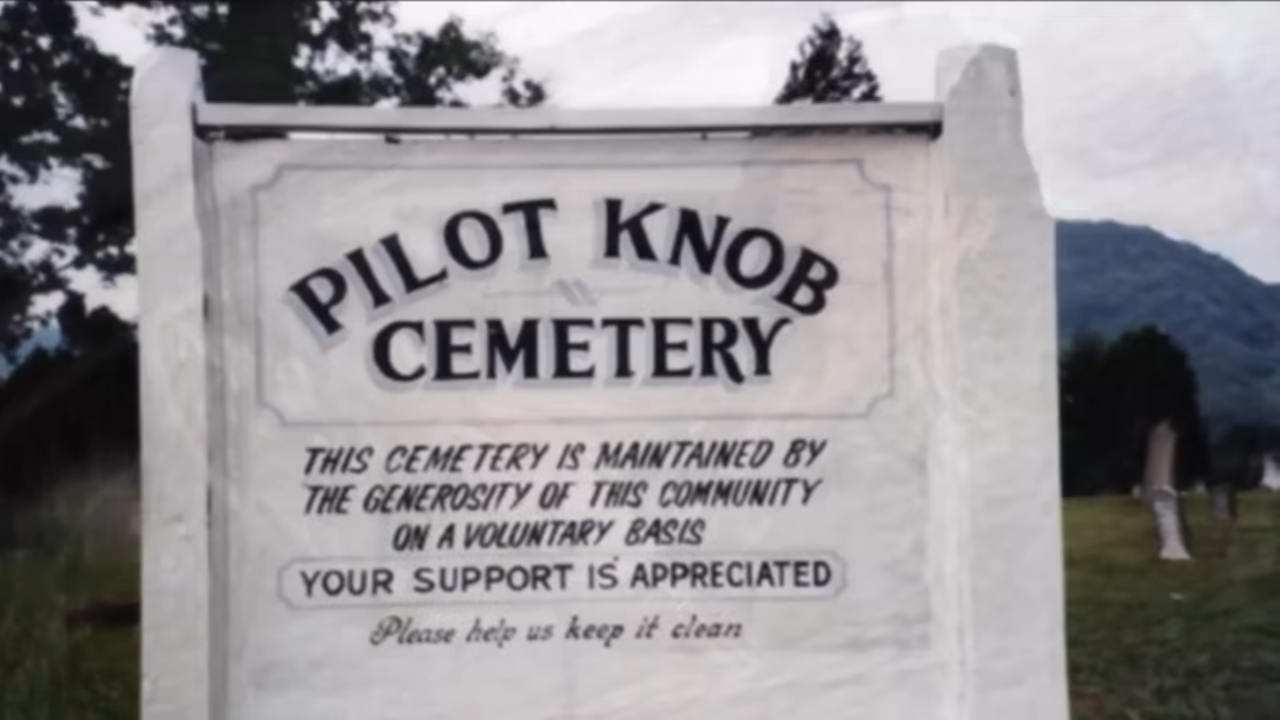 PILOT KNOB
CEMETERY
THIS CEMETERY IS MAINTAINED BY
THE GENEROSITY OF THIS COMMUNITY
ON A VOLUNTARY BASIS
YOUR SUPPORT IS APPRECIATED
Please help us keep it clean